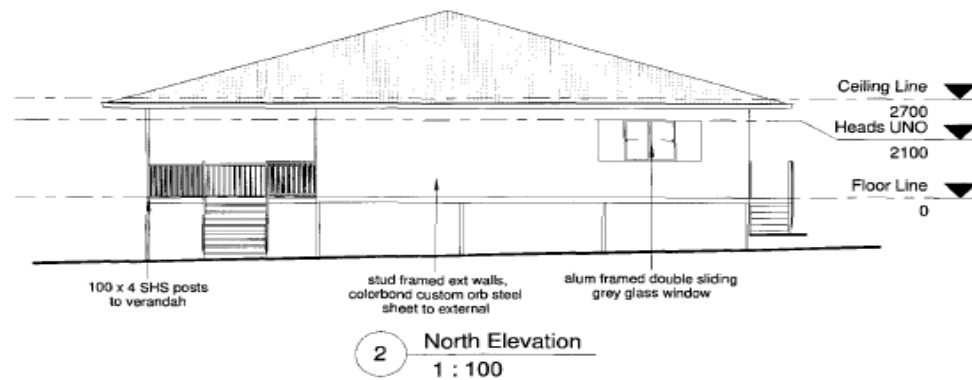 Ceiling Line
2700
Heads UNO
2100
Floor Line
0
100 x 4 SHS posts
to verandah
stud framed ext walls,
colorbond custom orb steel
sheet to external
alum framed double sliding
grey glass window
2
North Elevation
1 : 100